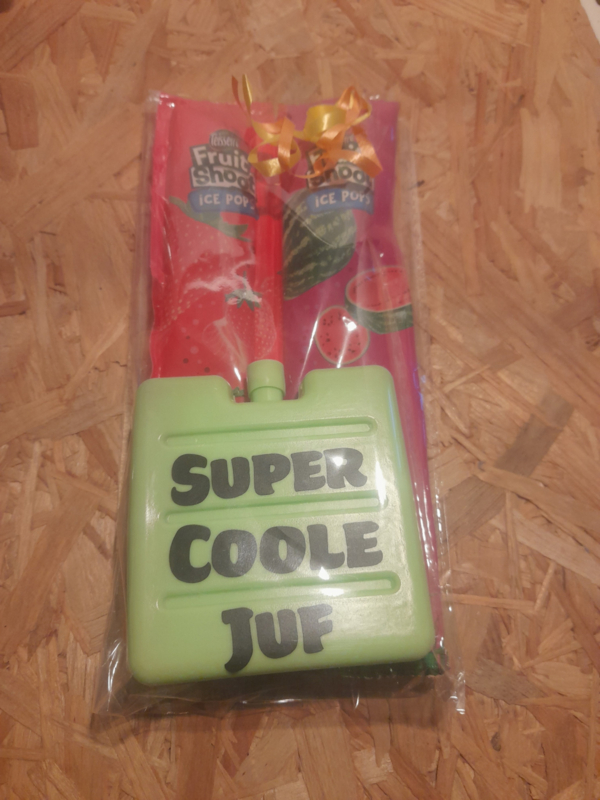 Fruit
Shoot
ICE POPS
Shoot
ICE POPS
SUPER
COOLE
JUF